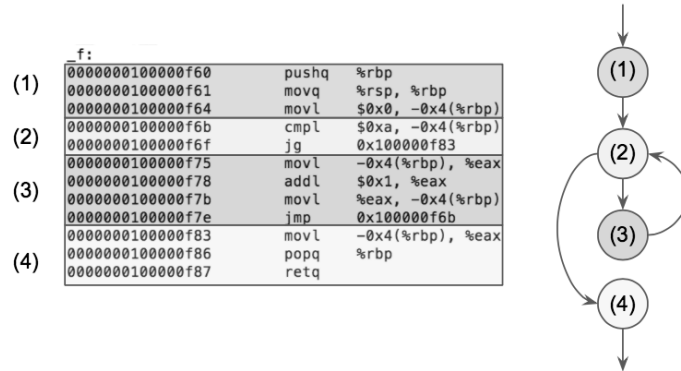 _f:
(1)
0000000100000f60 pushq %rbp
0000000100000f61 movq %rsp, %rbp
0000000100000f64 movl $0x0, -0x4(%rbp)
(2)
0000000100000f6b cmpl $0xa, -0x4(%rbp)
0000000100000f6f jg 0x100000f83
(3)
0000000100000f75 movl -0x4(%rbp), %eax
0000000100000f78 addl $0x1, %eax
0000000100000f7b movl %eax, -0x4(%rbp)
0000000100000f7e jmp 0x100000f6b
(4)
0000000100000f83 movl -0x4(%rbp), %eax
0000000100000f86 popq %rbp
0000000100000f87 retq
(1)
(2)
(3)
(4)